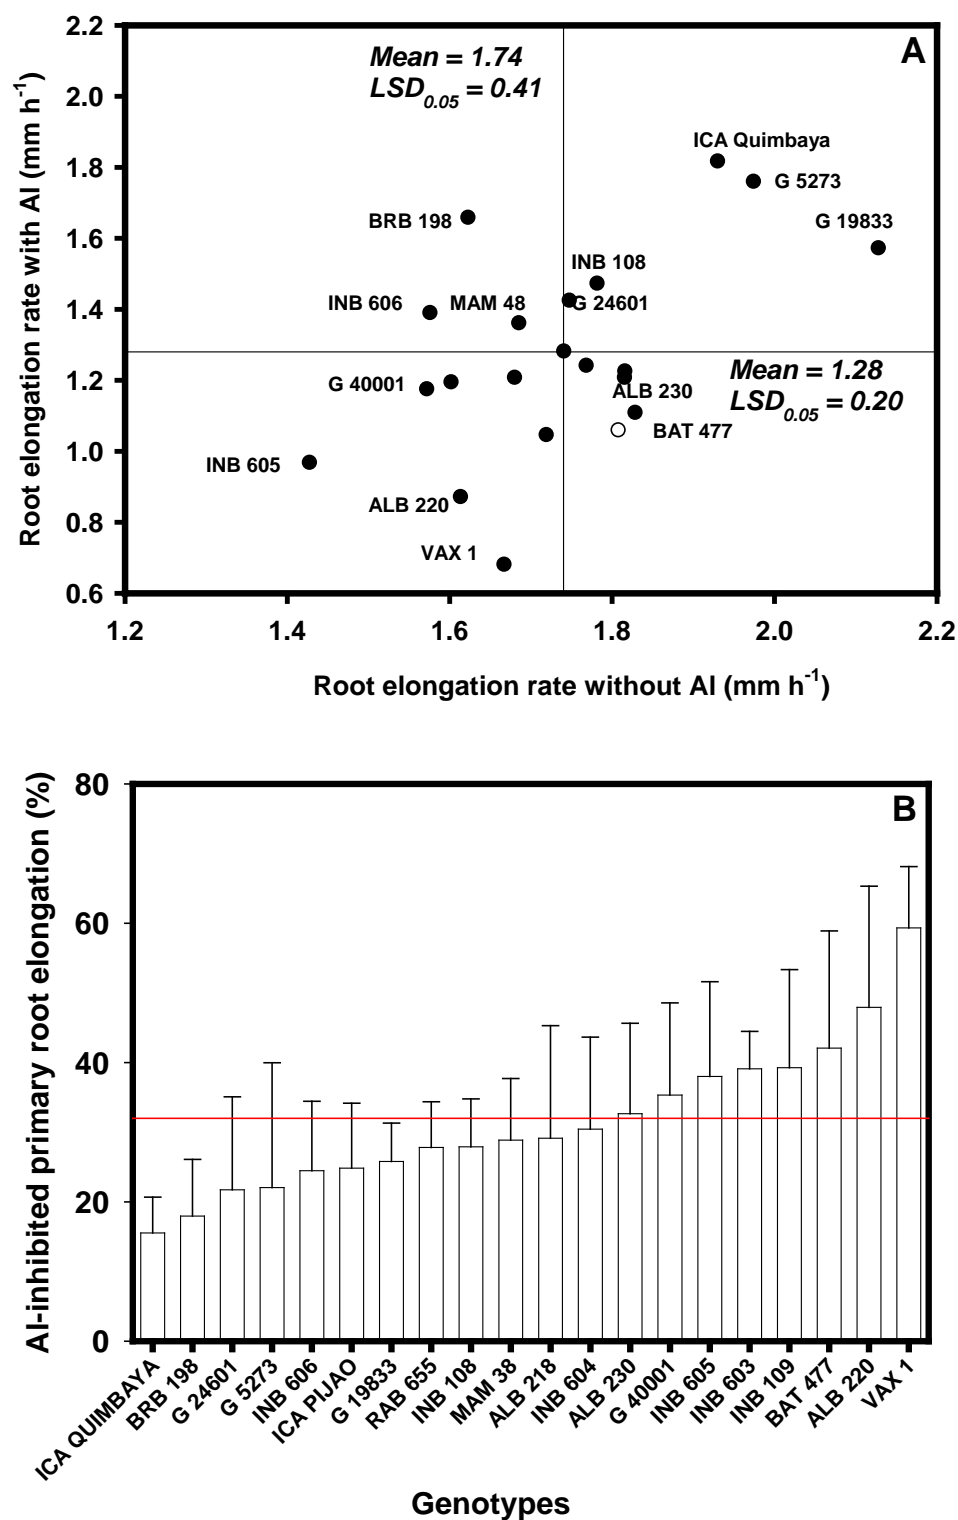 A
Mean = 1.74
LSD0.05 = 0.41
Root elongation rate with Al (mm h-1)
2.2
2.0
1.8
1.6
1.4
1.2
1.0
0.8
0.6
ICA Quimbaya
G 5273
G 19833
BRB 198
INB 108
INB 606
MAM 48
G 24601
Mean = 1.28
LSD0.05 = 0.20
G 40001
ALB 230
BAT 477
INB 605
ALB 220
VAX 1
1.2 1.4 1.6 1.8 2.0 2.2
Root elongation rate without Al (mm h-1)
B
Al-inhibited primary root elongation (%)
80
60
40
20
0
ICA QUIMBAYA
BRB 198
G 24601
G 5273
INB 606
ICA PIJAO
G 19833
RAB 655
INB 108
MAM 38
ALB 218
INB 604
ALB 230
G 40001
INB 605
INB 603
INB 109
BAT 477
ALB 220
VAX 1
Genotypes